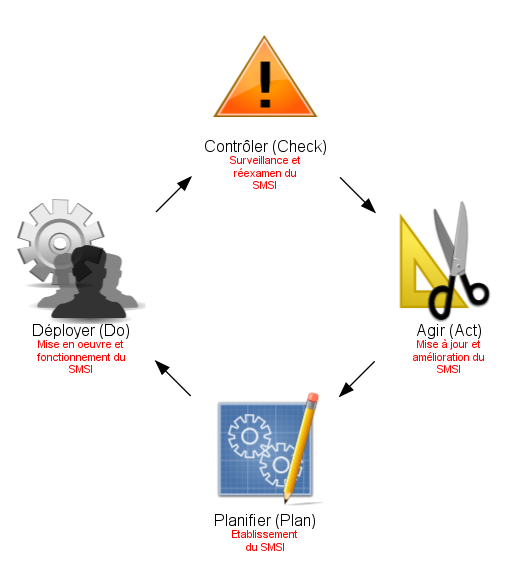 Contrôler (Check)
Surveillance et
réexamen du
SMSI
Déployer (Do)
Mise en oeuvre et
fonctionnement du
SMSI
Agir (Act)
Mise à jour et
amélioration du
SMSI
Planifier (Plan)
Etablissement
du SMSI